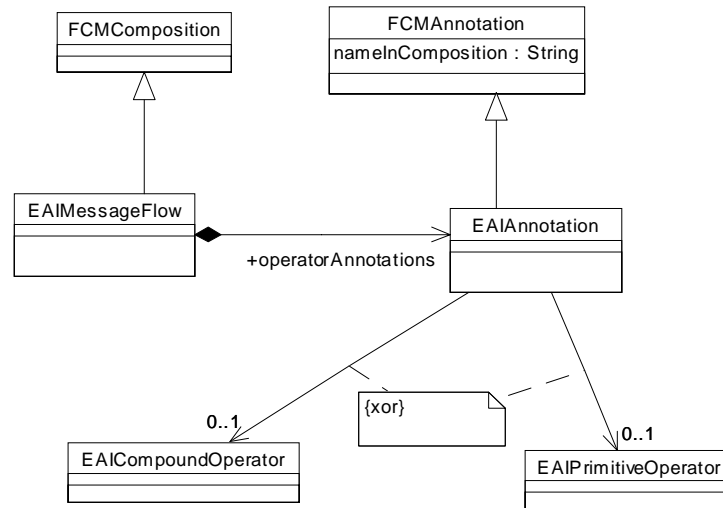 FCMComposition
FCMAnnotation
nameInComposition : String
EAIMessageFlow
EAIAnnotation
+operatorAnnotations
{xor}
0..1
0..1
EAICompoundOperator
EAIPrimitiveOperator